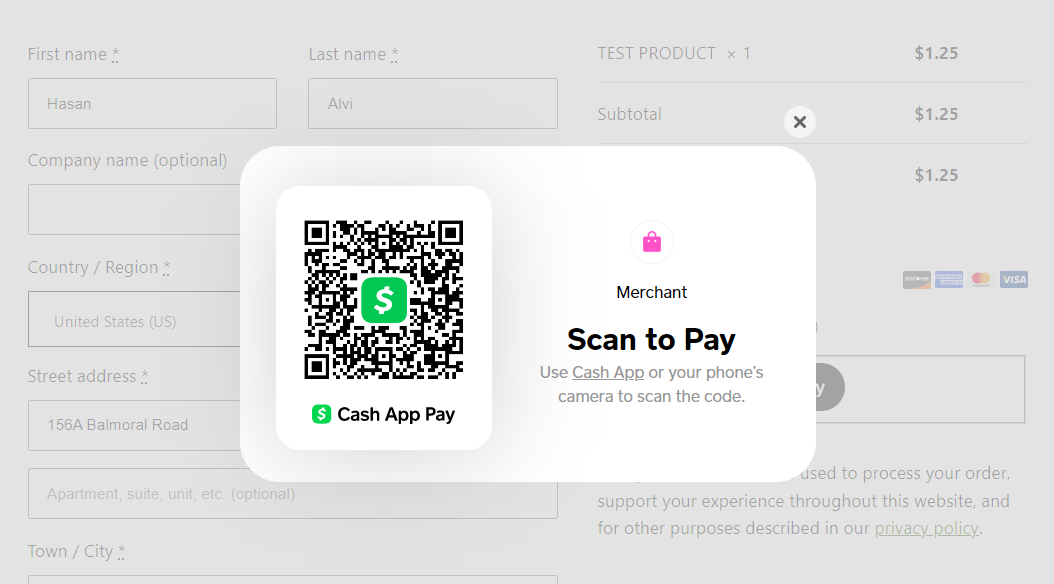 First name *
Last name *
TEST PRODUCT × 1
$1.25
Hasan
Alvi
Subtotal
$1.25
Company name (optional)
$1.25
Country / Region *
United States (US)
VISA
Merchant
Scan to Pay
Use Cash App or your phone's
camera to scan the code.
Cash App Pay
Street address *
156A Balmoral Road
Apartment, suite, unit, etc. (optional)
used to process your order,
support your experience throughout this website, and
for other purposes described in our privacy policy.
Town / City *